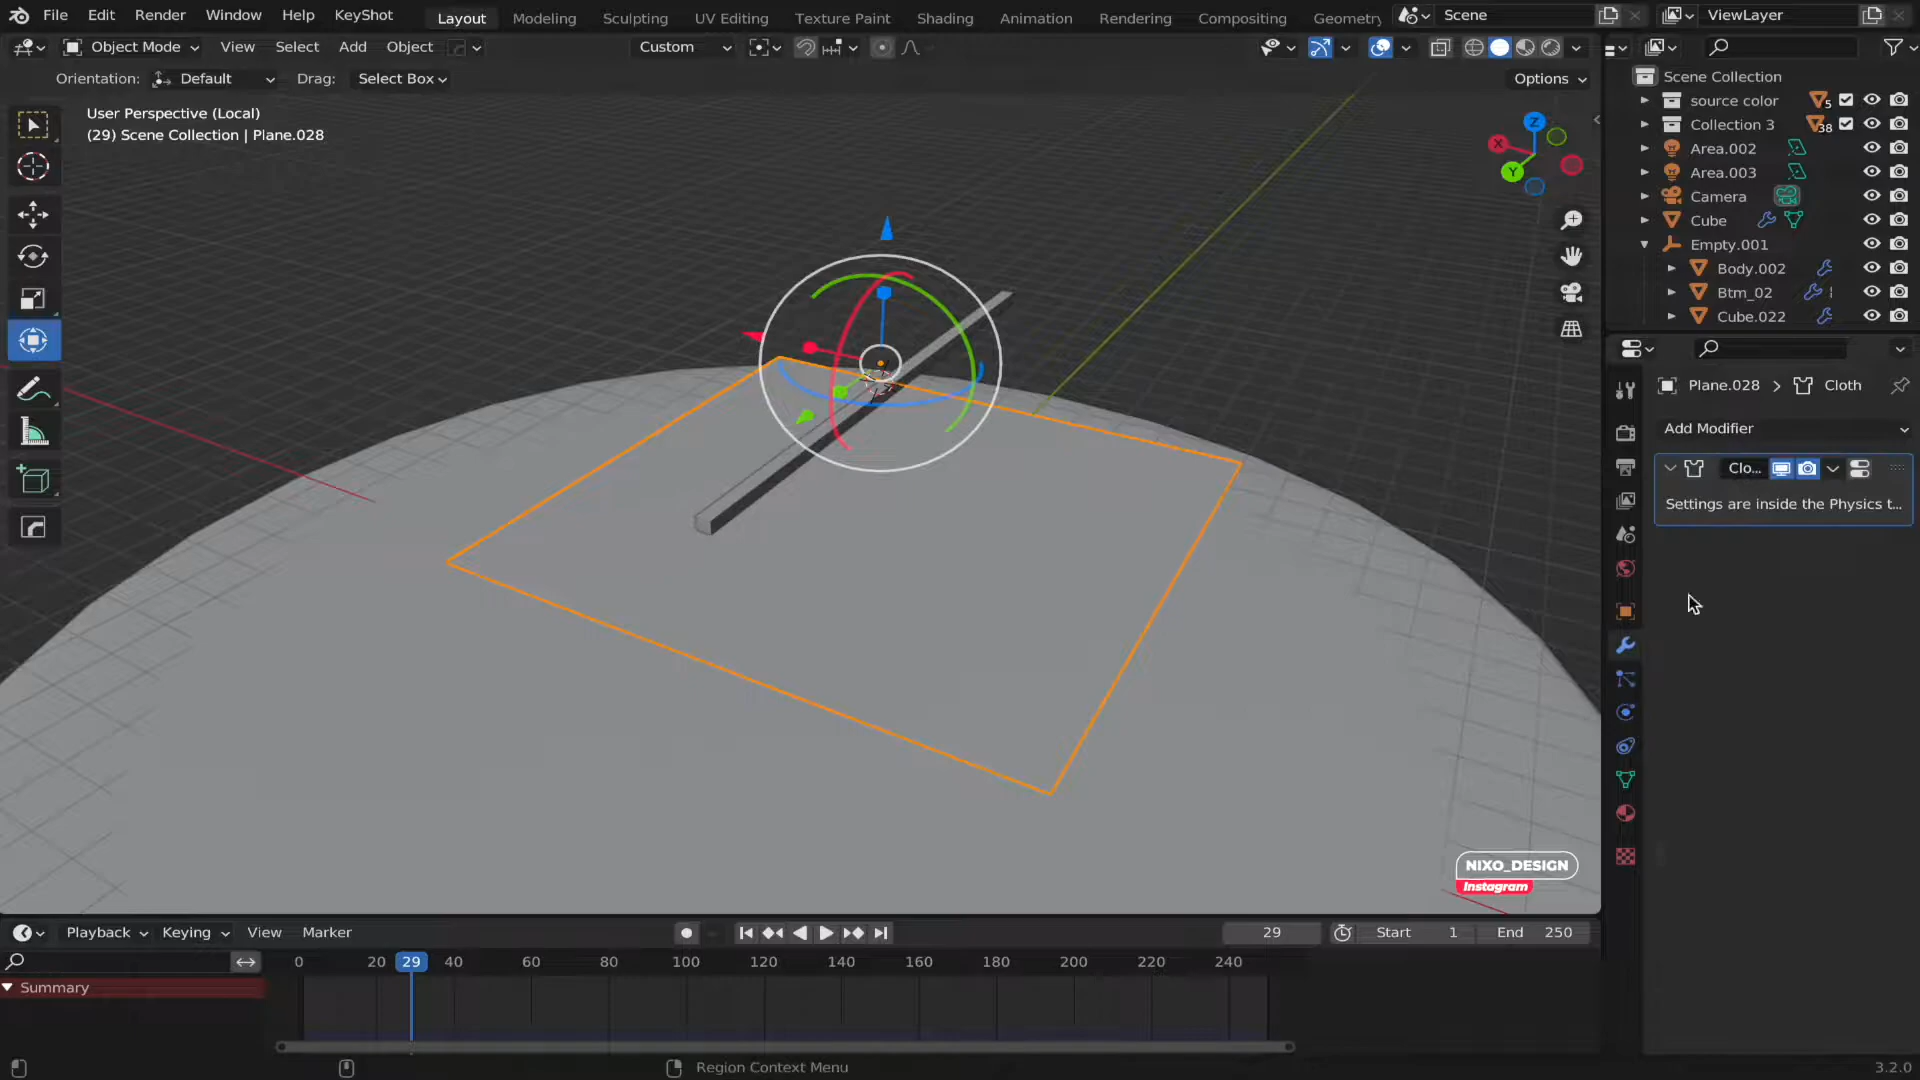 File Edit Render Window Help KeyShot Layout Modeling Sculpting UV Editing Texture Paint Shading Animation Rendering Compositing Geometry Scene ViewLayer
Object Mode View Select Add Object Custom
Orientation: Default Drag: Select Box Options
User Perspective (Local)
(29) Scene Collection | Plane.028
Z
X
Y
Scene Collection
source color 5
Collection 3 38
Area.002
Area.003
Camera
Cube
Empty.001
Body.002
Btm_02
Cube.022
Plane.028 > Cloth
Add Modifier
Clo...
Settings are inside the Physics t...
NIXO_DESIGN
Instagram
Playback Keying View Marker 29 Start 1 End 250
0 20 29 40 60 80 100 120 140 160 180 200 220 240
Summary
Region Context Menu
3.2.0